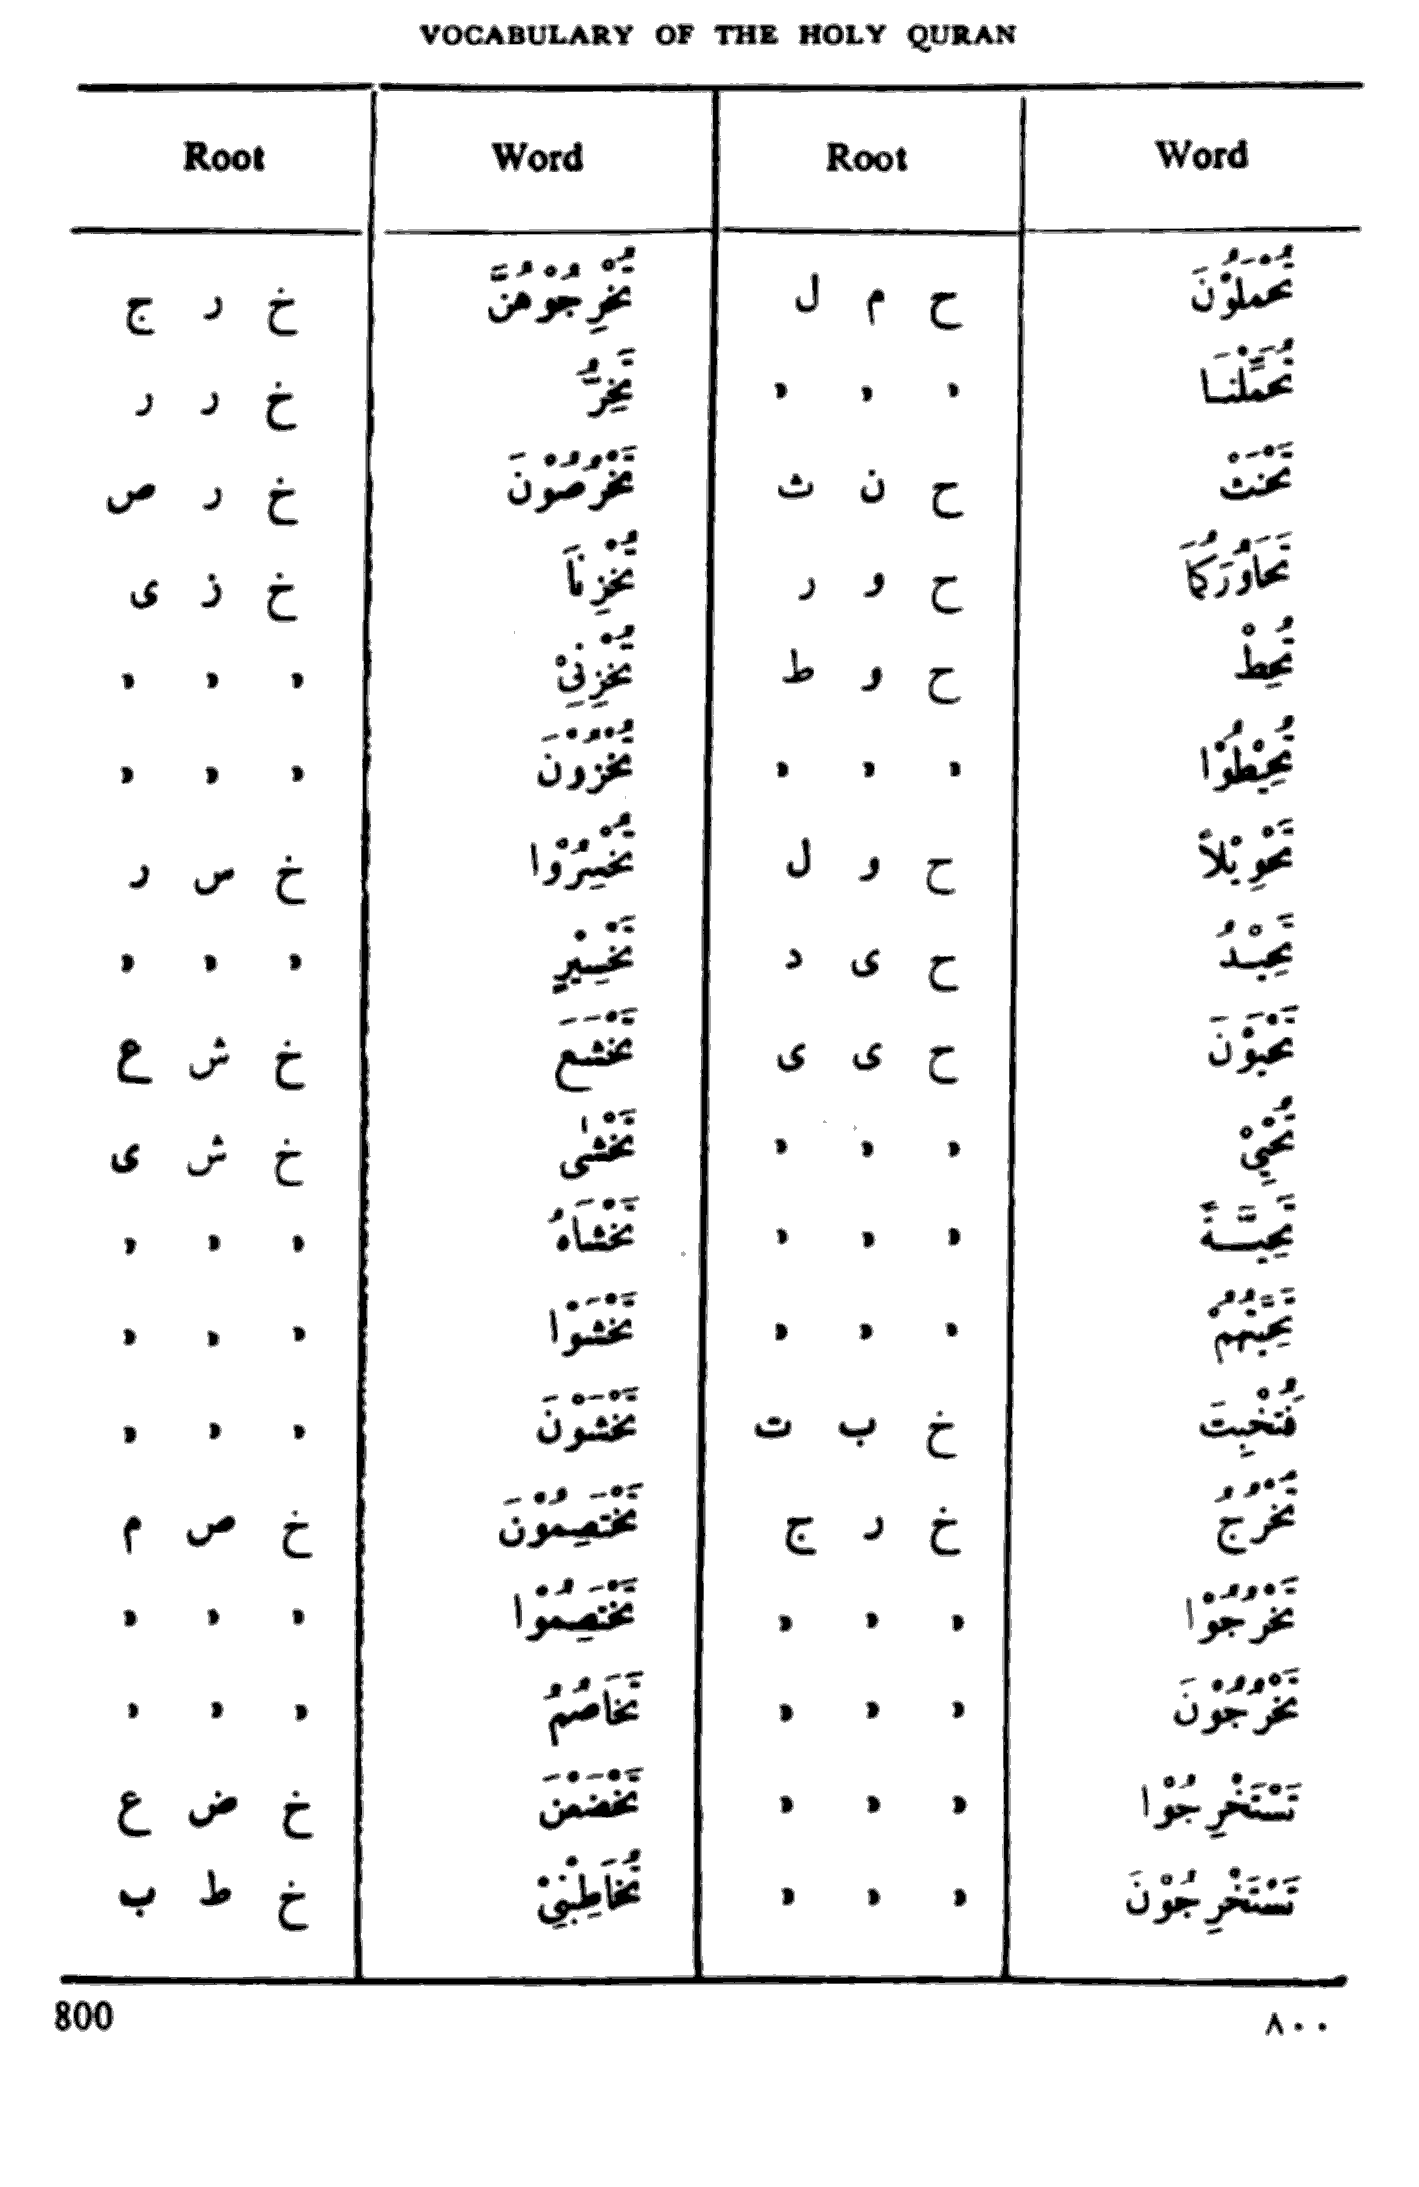 VOCABULARY OF THE HOLY QURAN
Root Word Root Word
تُحْمَلُوْنَ ح م ل تُخْرِجُوْهُنَّ خ ر ج
تُحَمِّلْنَا " " " تَخِرُّ خ ر ر
تَحْنَثْ ح ن ث تَخْرُصُوْنَ خ ر ص
تَحَاوُرَكُمَا ح و ر تُخْزِنَا خ ز ى
تُحِطْ ح و ط تُخْزِنِيْ " " "
تُحِيْطُوْا " " " تُخْزُوْنَ " " "
تَحْوِيْلاً ح و ل تُخْسِرُوْا خ س ر
تَحِيْدُ ح ى د تَخْسِيْرٍ " " "
تَحْيَوْنَ ح ى ى تَخْشَعَ خ ش ع
تُحْيِيْ " " " تَخْشَى خ ش ى
تَحِيَّةً " " " تَخْشَاهُ " " "
تَحِيَّتُهُمْ " " " تَخْشَوْا " " "
فَتُخْبِتَ خ ب ت تَخْشَوْنَ " " "
تُخْرُجُ خ ر ج تَخْتَصِمُوْنَ خ ص م
تَخْرُجُوْا " " " تَخْتَصِمُوْا " " "
تَخْرُجُوْنَ " " " تَخَاصُمُ " " "
تَسْتَخْرِجُوْا " " " تَخْضَعْنَ خ ض ع
تَسْتَخْرِجُوْنَ " " " تُخَاطِبْنِيْ خ ط ب
800 ٨٠٠